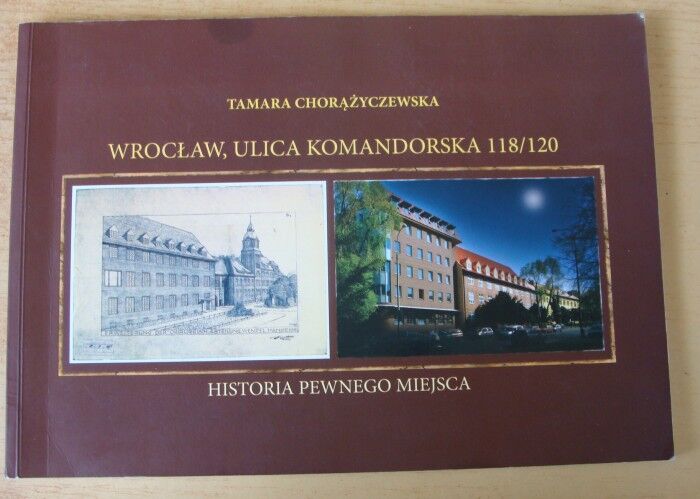 TAMARA CHORĄŻYCZEWSKA
WROCŁAW, ULICA KOMANDORSKA 118/120
HISTORIA PEWNEGO MIEJSCA